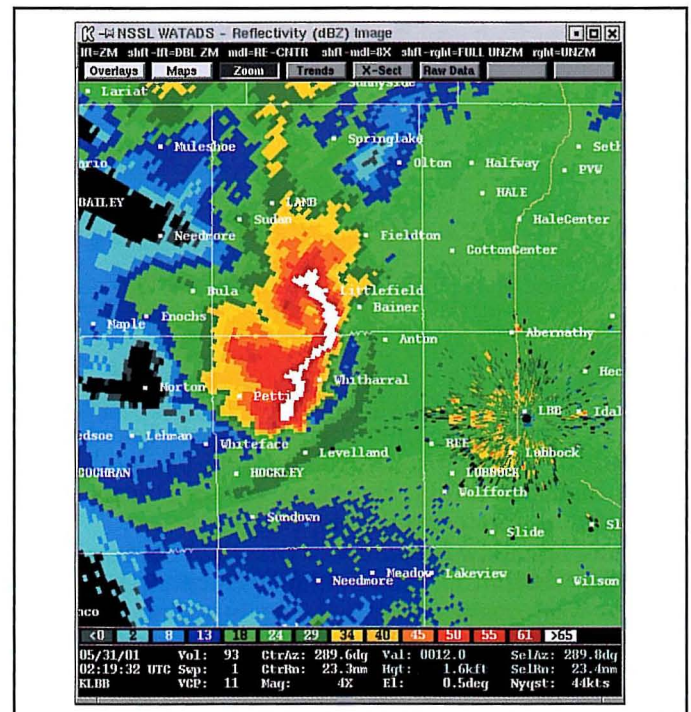 NSSL WATADS - Reflectivity (dBZ) Image
lft=ZM shft-lft=DBL ZM mdl=RE-CNTR shft-mdl=8X shft-rght=FULL UNZM rght=UNZM
Overlays Maps Zoom Trends X-Sect Raw Data
Lariat Sunnyside
Muleshoe Springlake
Olton Halfway PVW
BAILEY LAMB HALE
Sudan HaleCenter
Needmore Fieldton
CottonCenter
Bula Littlefield
Enochs Bainer
Maple Abernathy
Anton
Morton Whitharral
LBB
Lehman Whiteface REE
Levelland Lubbock
COCHRAN HOCKLEY LUBBOCK
Wolfforth
Sundown
Slide
Needmore Meadow Lakeview Wilson
<0 2 8 13 18 24 29 34 40 45 50 55 61 >65
05/31/01 Vol: 93 CtrAz: 289.6dg Val: 0012.0 SelAz: 289.8dg
02:19:32 UTC Swp: 1 CtrRn: 23.3nm Hgt: 1.6kft SelRn: 23.4nm
KLBB VCP: 11 Mag: 4X El: 0.5deg Nyqst: 44kts